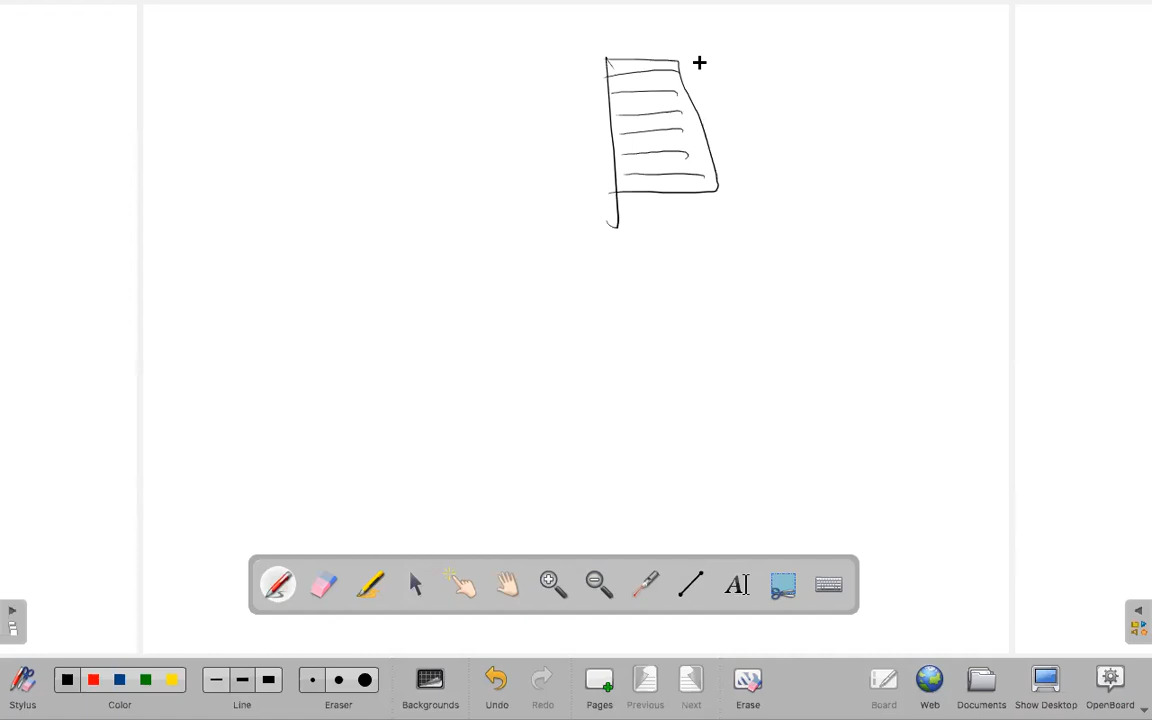 Stylus
Color
Line
Eraser
Backgrounds
Undo
Redo
Pages
Previous
Next
Erase
Board
Web
Documents
Show Desktop
OpenBoard